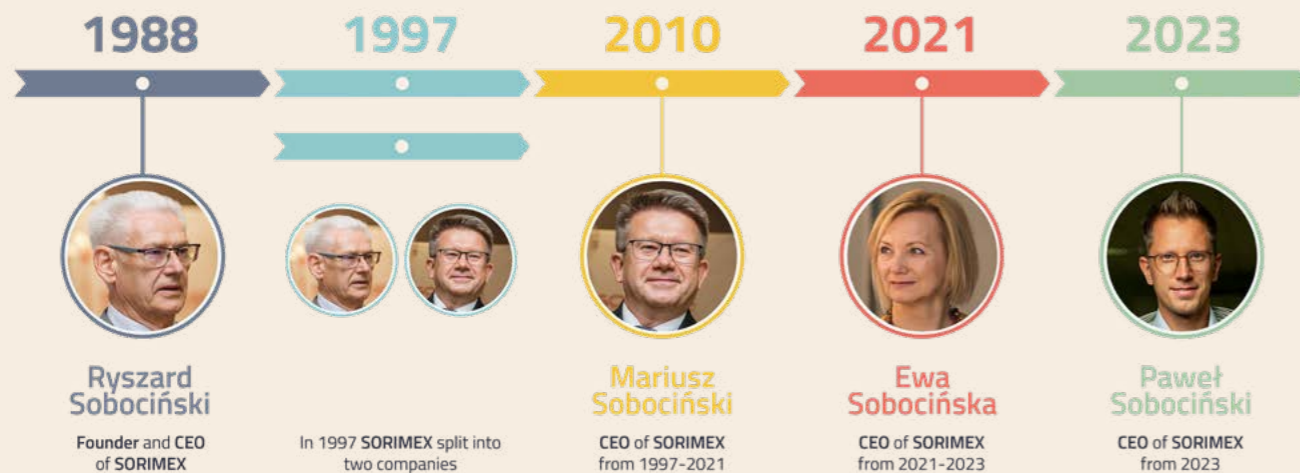 1988
1997
2010
2021
2023
Ryszard
Sobociński
Founder and CEO
of SORIMEX
In 1997 SORIMEX split into
two companies
Mariusz
Sobociński
CEO of SORIMEX
from 1997-2021
Ewa
Sobocińska
CEO of SORIMEX
from 2021-2023
Paweł
Sobociński
CEO of SORIMEX
from 2023